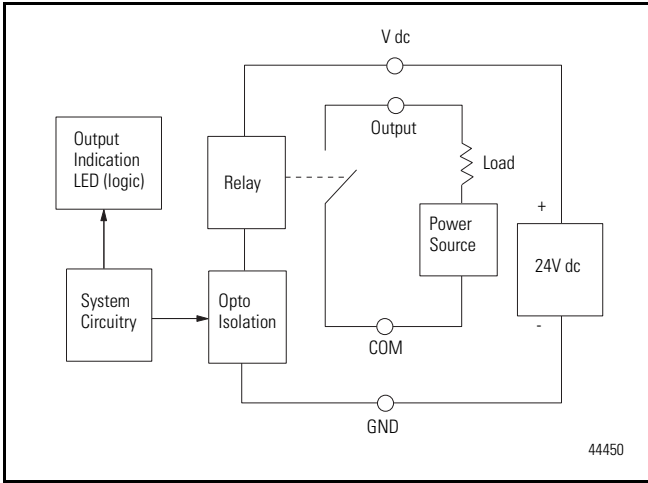 V dc
Output
Indication
LED (logic)
Output
Relay
Load
+
Power
Source
24V dc
System
Circuitry
Opto
Isolation
-
COM
GND
44450